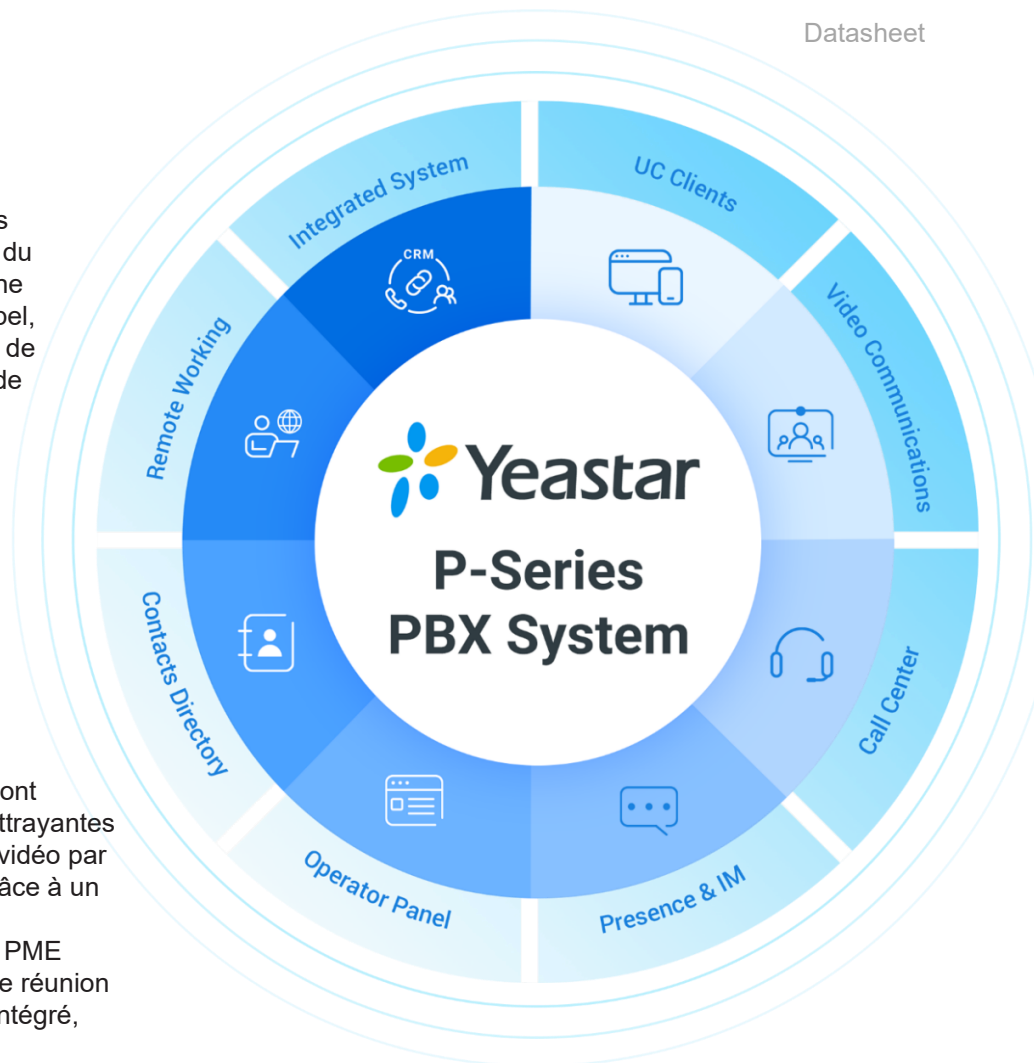 Datasheet
s
du
ne
pel,
de
de
ont
ttrayantes
vidéo par
âce à un
PME
e réunion
ntégré,
Integrated System
UC Clients
Video Communications
Call Center
Presence & IM
Operator Panel
Contacts Directory
Remote Working
CRM
Yeastar
P-Series
PBX System